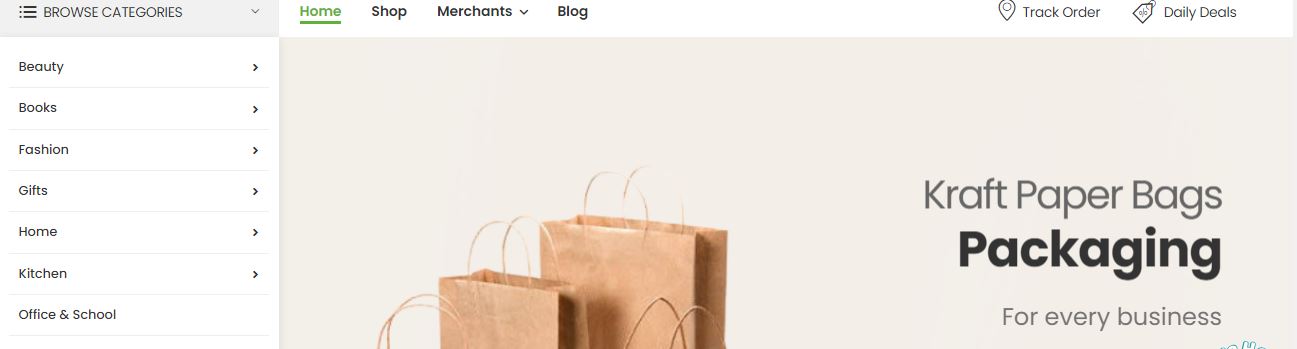 BROWSE CATEGORIES
Home
Shop
Merchants
Blog
Track Order
Daily Deals
Beauty
Books
Fashion
Gifts
Home
Kitchen
Office & School
Kraft Paper Bags
Packaging
For every business